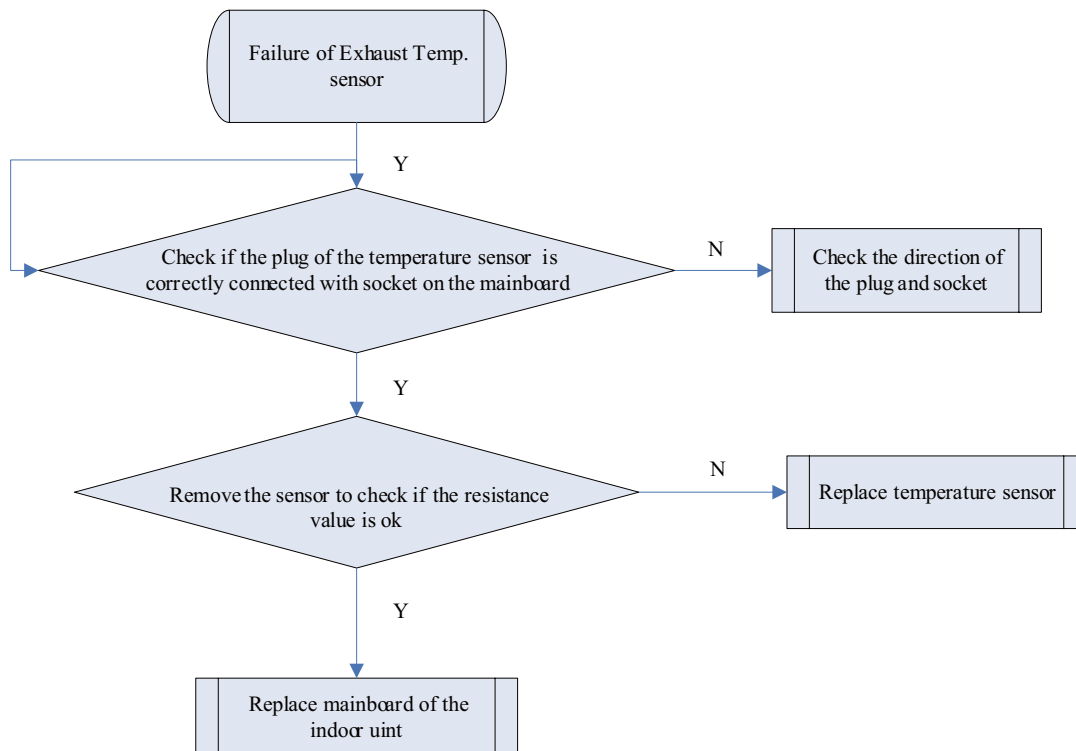 Failure of Exhaust Temp.
sensor
Y
Check if the plug of the temperature sensor is
correctly connected with socket on the mainboard
N
Check the direction of
the plug and socket
Y
Remove the sensor to check if the resistance
value is ok
N
Replace temperature sensor
Y
Replace mainboard of the
indoor uint